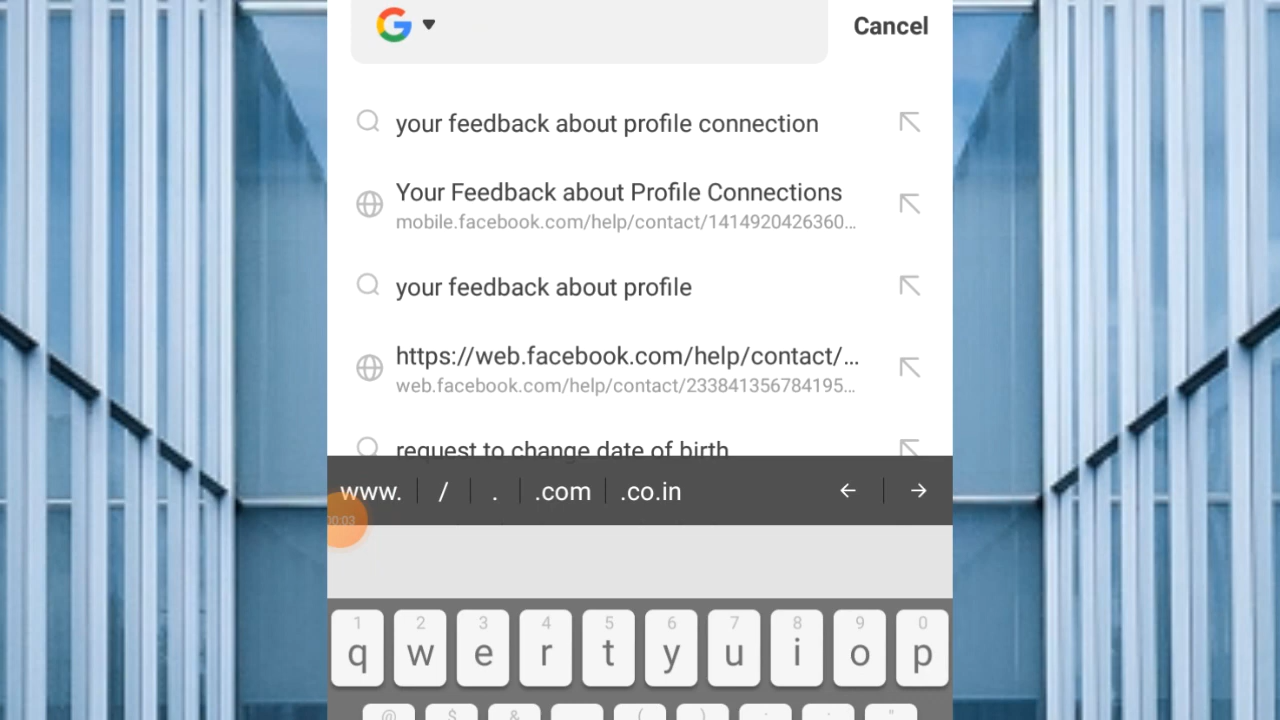 Cancel
your feedback about profile connection
Your Feedback about Profile Connections
mobile.facebook.com/help/contact/1414920426360...
your feedback about profile
https://web.facebook.com/help/contact/...
web.facebook.com/help/contact/233841356784195...
request to change date of birth
www. / . .com .co.in
00:03
1 2 3 4 5 6 7 8 9 0
q w e r t y u i o p